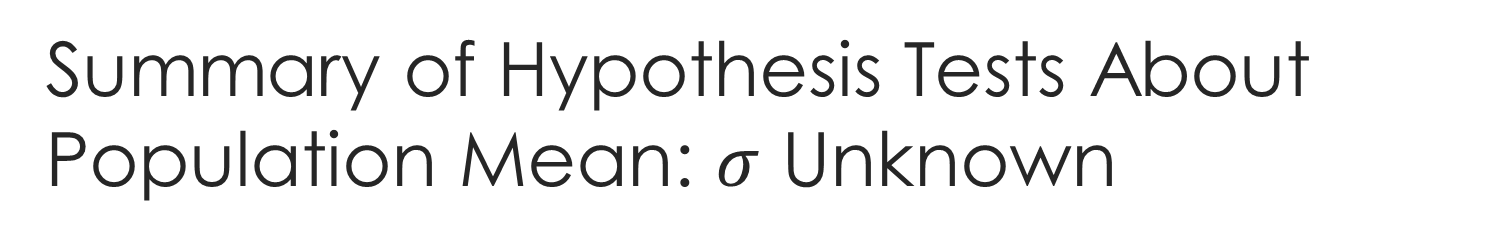 Summary of Hypothesis Tests About
Population Mean: σ Unknown